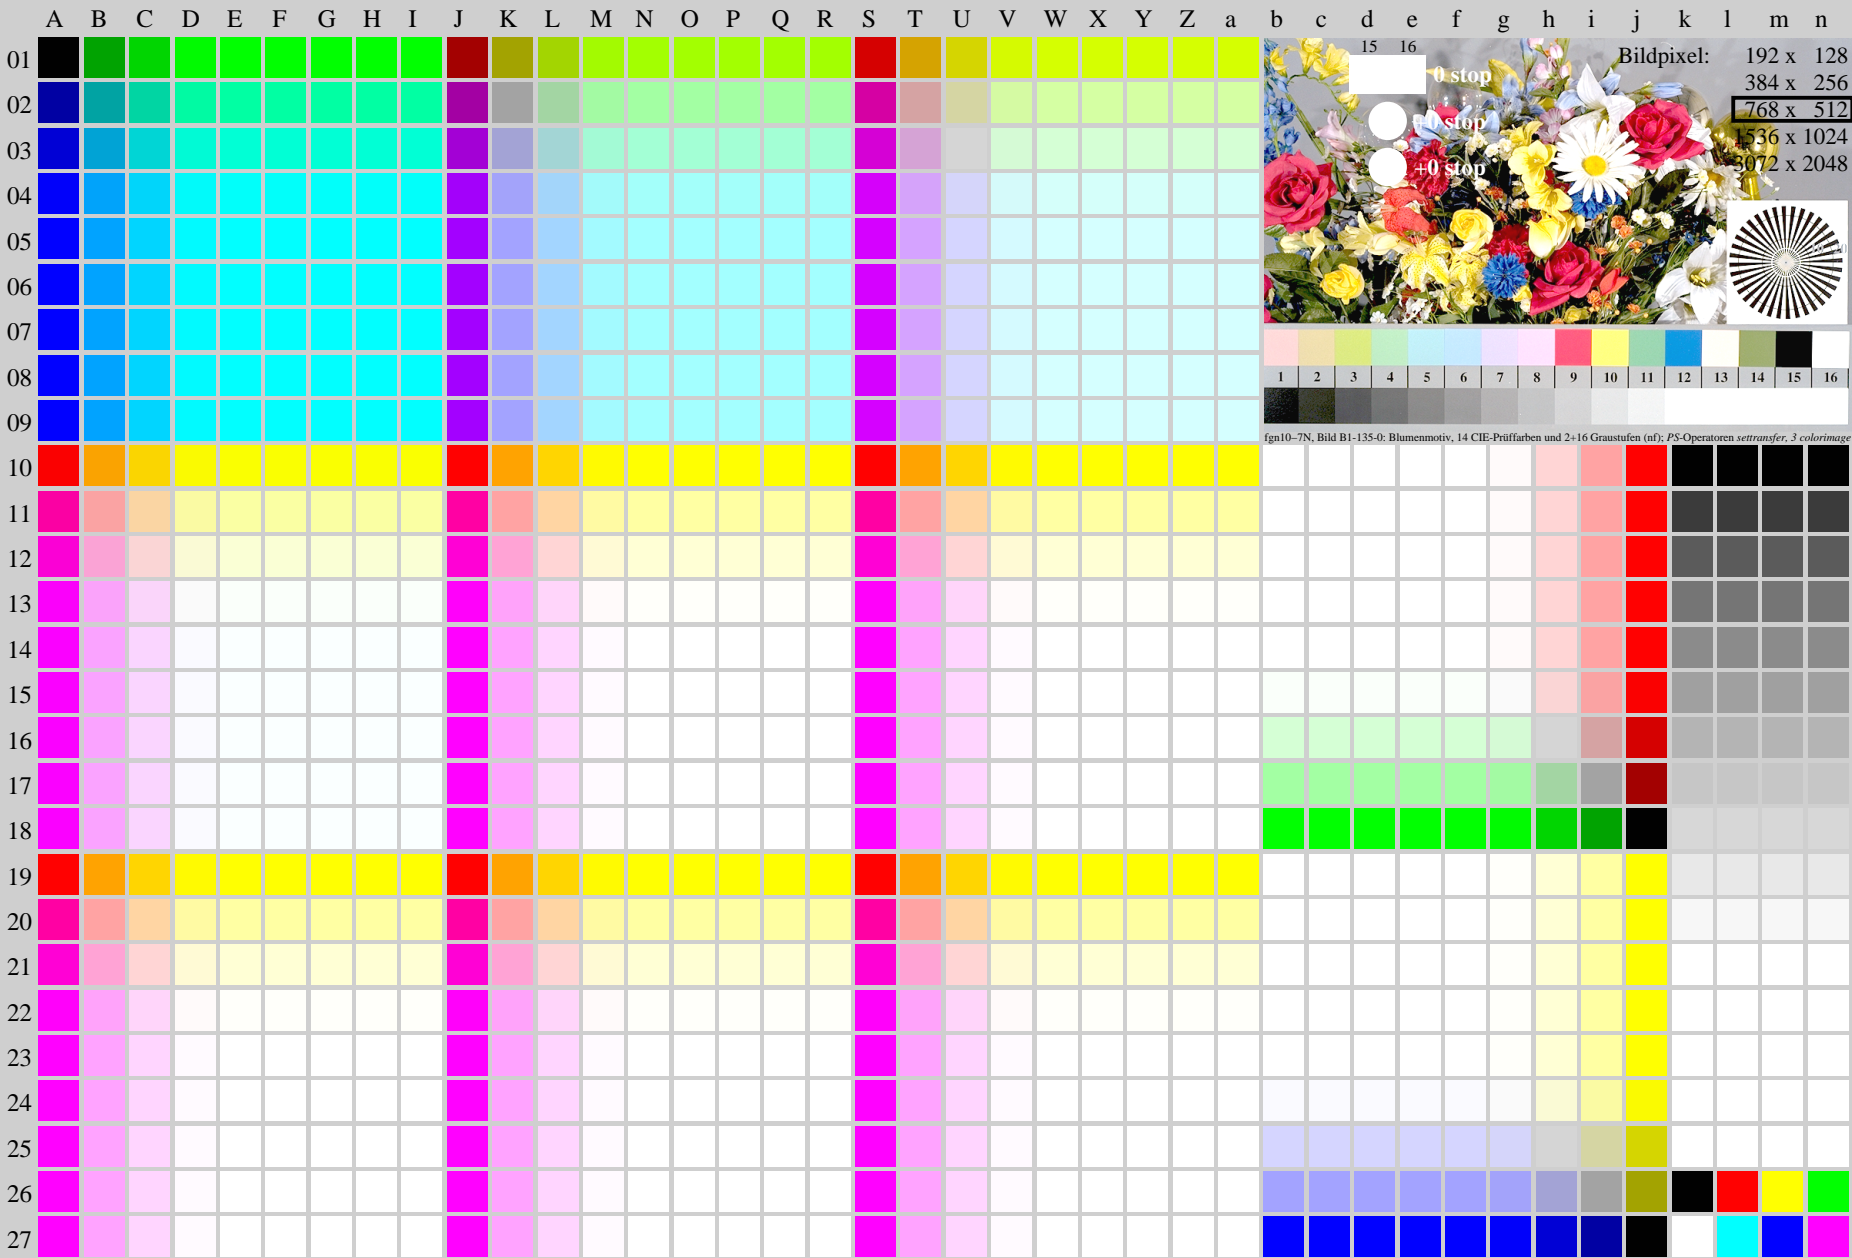 A B C D E F G H I J K L M N O P Q R S T U V W X Y Z a b c d e f g h i j k l m n
01
15 16
Bildpixel: 192 x 128
0 stop
384 x 256
02
768 x 512
+0 stop
1536 x 1024
03
3072 x 2048
+0 stop
04
05
06
07
08
1 2 3 4 5 6 7 8 9 10 11 12 13 14 15 16
09
fgn10–7N, Bild B1-135-0: Blumenmotiv, 14 CIE-Prüffarben und 2+16 Graustufen (nf); PS-Operatoren settransfer, 3 colorimage
10
11
12
13
14
15
16
17
18
19
20
21
22
23
24
25
26
27